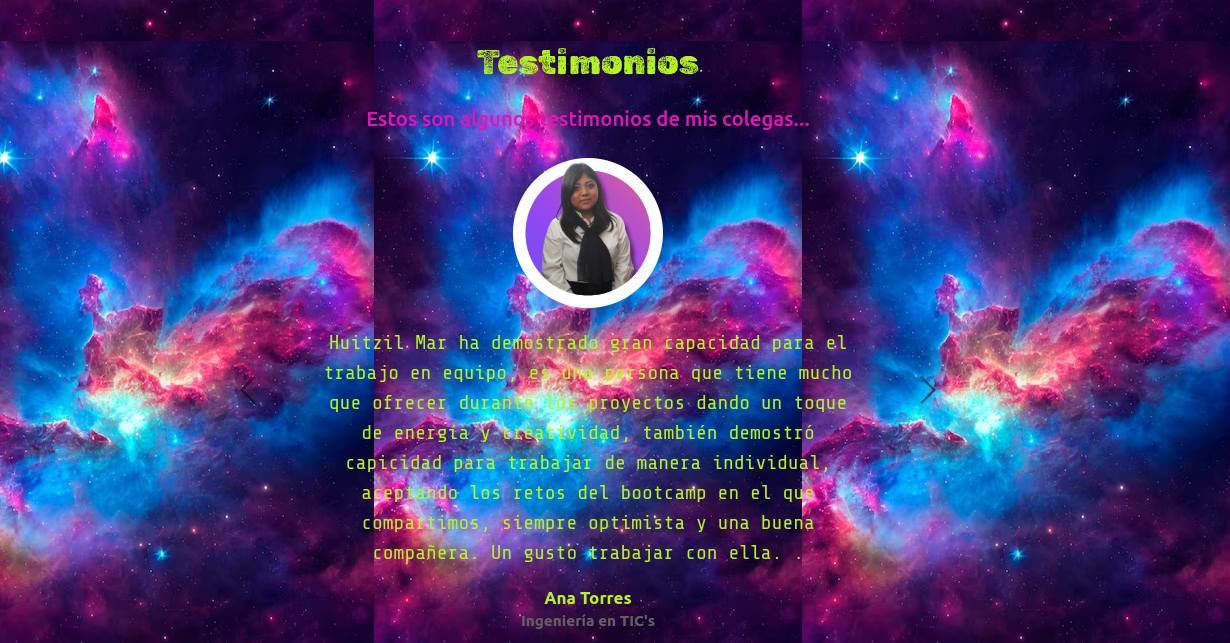 Testimonios
Estos son algunos testimonios de mis colegas...
Huitzil Mar ha demostrado gran capacidad para el
trabajo en equipo, es una persona que tiene mucho
que ofrecer durante los proyectos dando un toque
de energía y creatividad, también demostró
capicidad para trabajar de manera individual,
aceptando los retos del bootcamp en el que
compartimos, siempre optimista y una buena
compañera. Un gusto trabajar con ella. .
Ana Torres
Ingeniería en TIC's